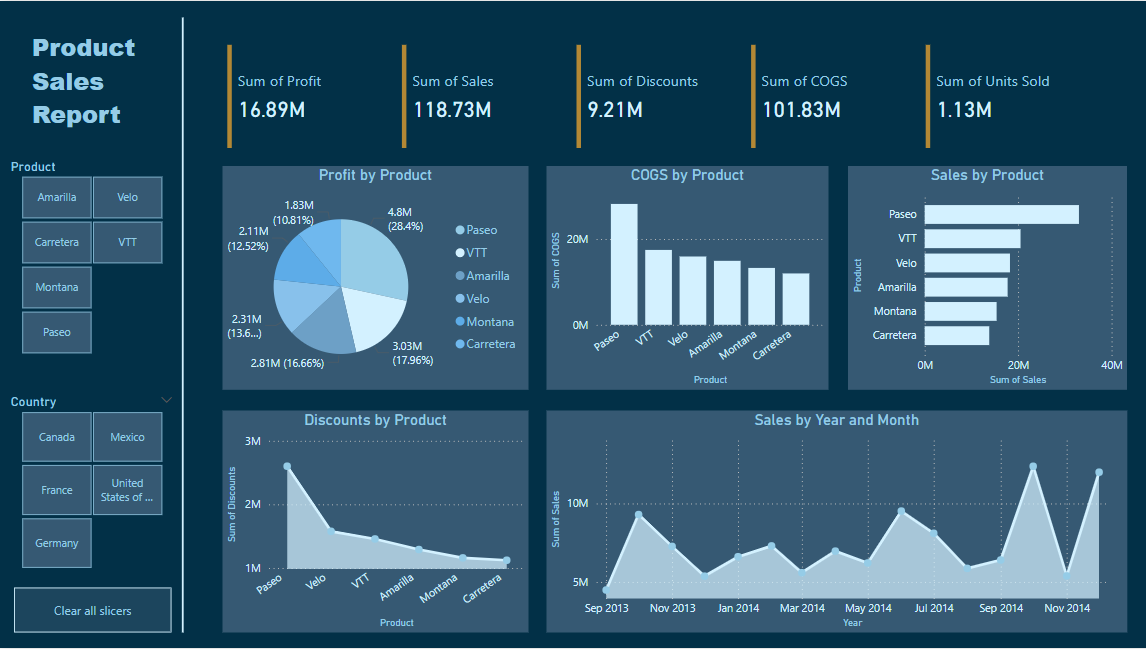 Product
Sales
Report
Product
Amarilla
Velo
Carretera
VTT
Montana
Paseo
Country
Canada
Mexico
France
United
States of ...
Germany
Clear all slicers
Sum of Profit
16.89M
Sum of Sales
118.73M
Sum of Discounts
9.21M
Sum of COGS
101.83M
Sum of Units Sold
1.13M
Profit by Product
4.8M
(28.4%)
3.03M
(17.96%)
2.81M (16.66%)
2.31M
(13.6...)
2.11M
(12.52%)
1.83M
(10.81%)
Paseo
VTT
Amarilla
Velo
Montana
Carretera
COGS by Product
Sum of COGS
20M
0M
Paseo
VTT
Velo
Amarilla
Montana
Carretera
Product
Sales by Product
Product
Paseo
VTT
Velo
Amarilla
Montana
Carretera
0M
20M
40M
Sum of Sales
Discounts by Product
Sum of Discounts
3M
2M
1M
Paseo
Velo
VTT
Amarilla
Montana
Carretera
Product
Sales by Year and Month
Sum of Sales
10M
5M
Sep 2013
Nov 2013
Jan 2014
Mar 2014
May 2014
Jul 2014
Sep 2014
Nov 2014
Year